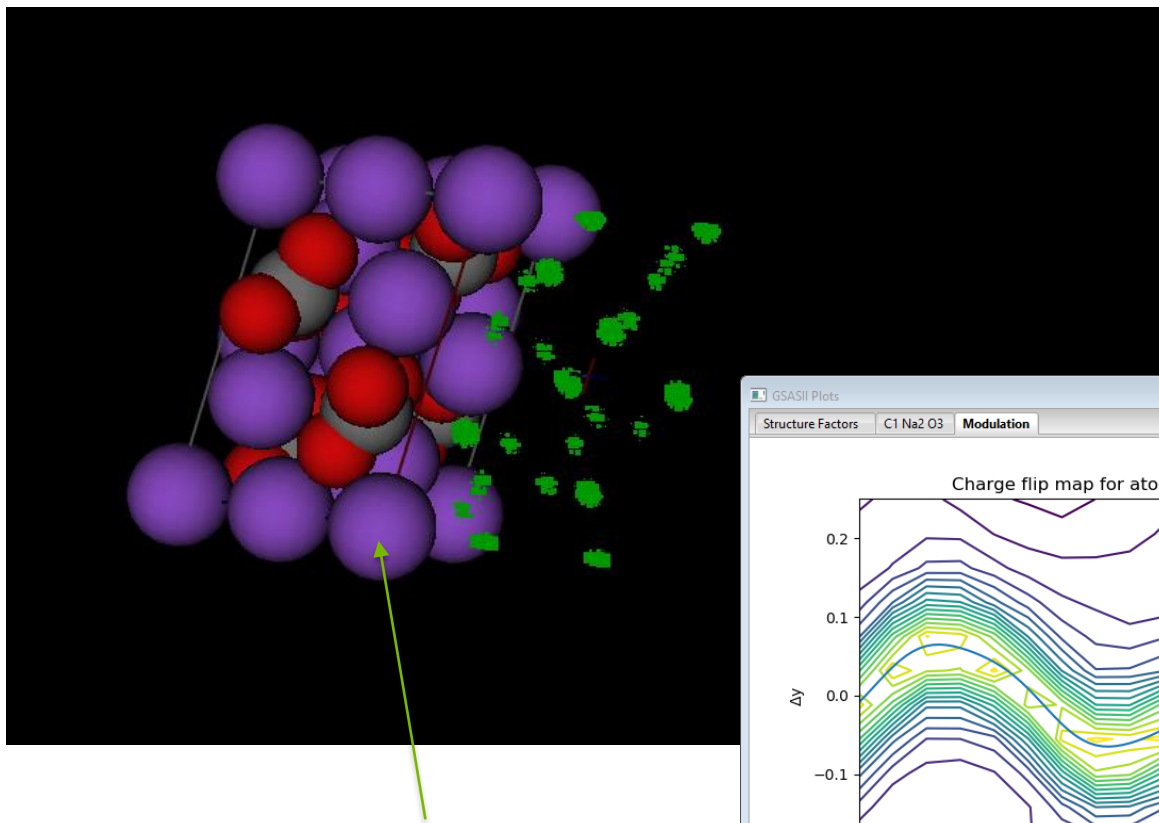 GSASII Plots
Structure Factors C1 Na2 O3 Modulation
Charge flip map for ato
0.2
0.1
Δy
0.0
−0.1